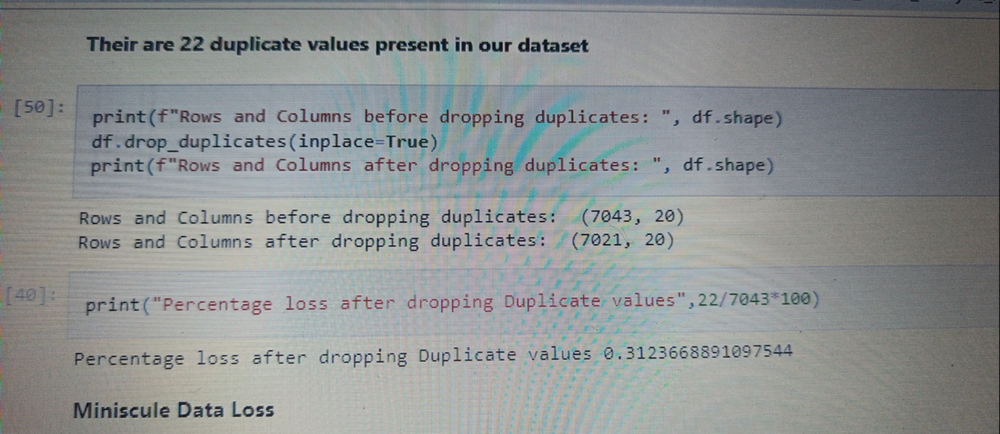 Their are 22 duplicate values present in our dataset
[50]:
print(f"Rows and Columns before dropping duplicates: ", df.shape)
df.drop_duplicates(inplace=True)
print(f"Rows and Columns after dropping duplicates: ", df.shape)
Rows and Columns before dropping duplicates:  (7043, 20)
Rows and Columns after dropping duplicates:  (7021, 20)
[40]:
print("Percentage loss after dropping Duplicate values",22/7043*100)
Percentage loss after dropping Duplicate values 0.3123668891097544
Miniscule Data Loss